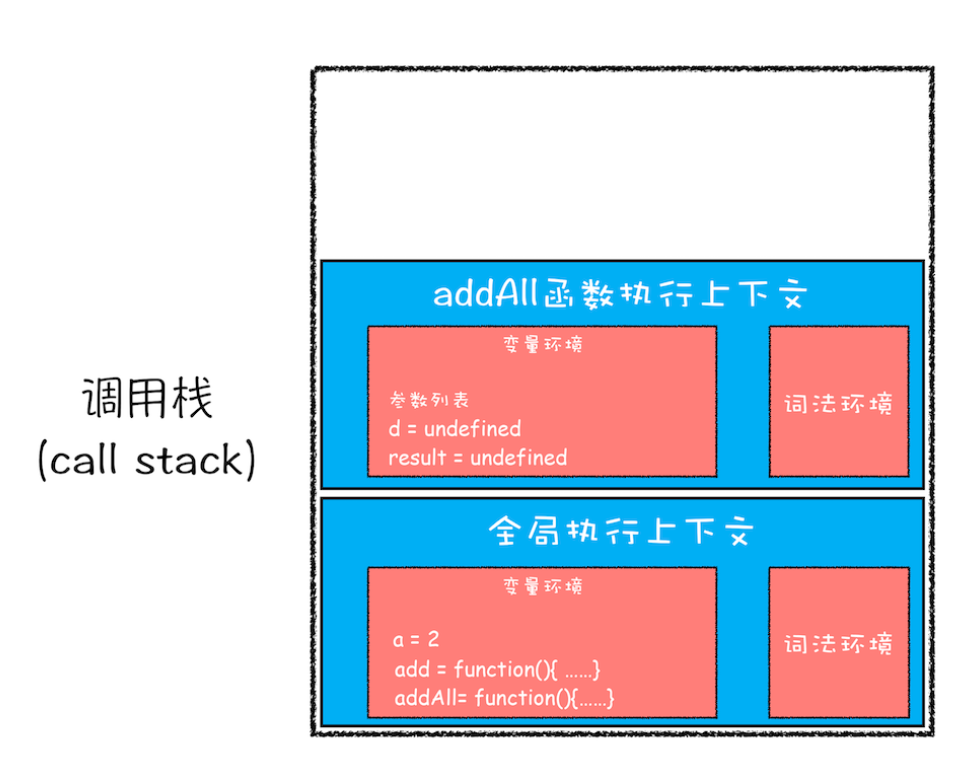 addAll函数执行上下文
变量环境
参数列表
d = undefined
result = undefined
词法环境
调用栈
(call stack)
全局执行上下文
变量环境
a = 2
add = function(){ ......}
addAll= function(){......}
词法环境